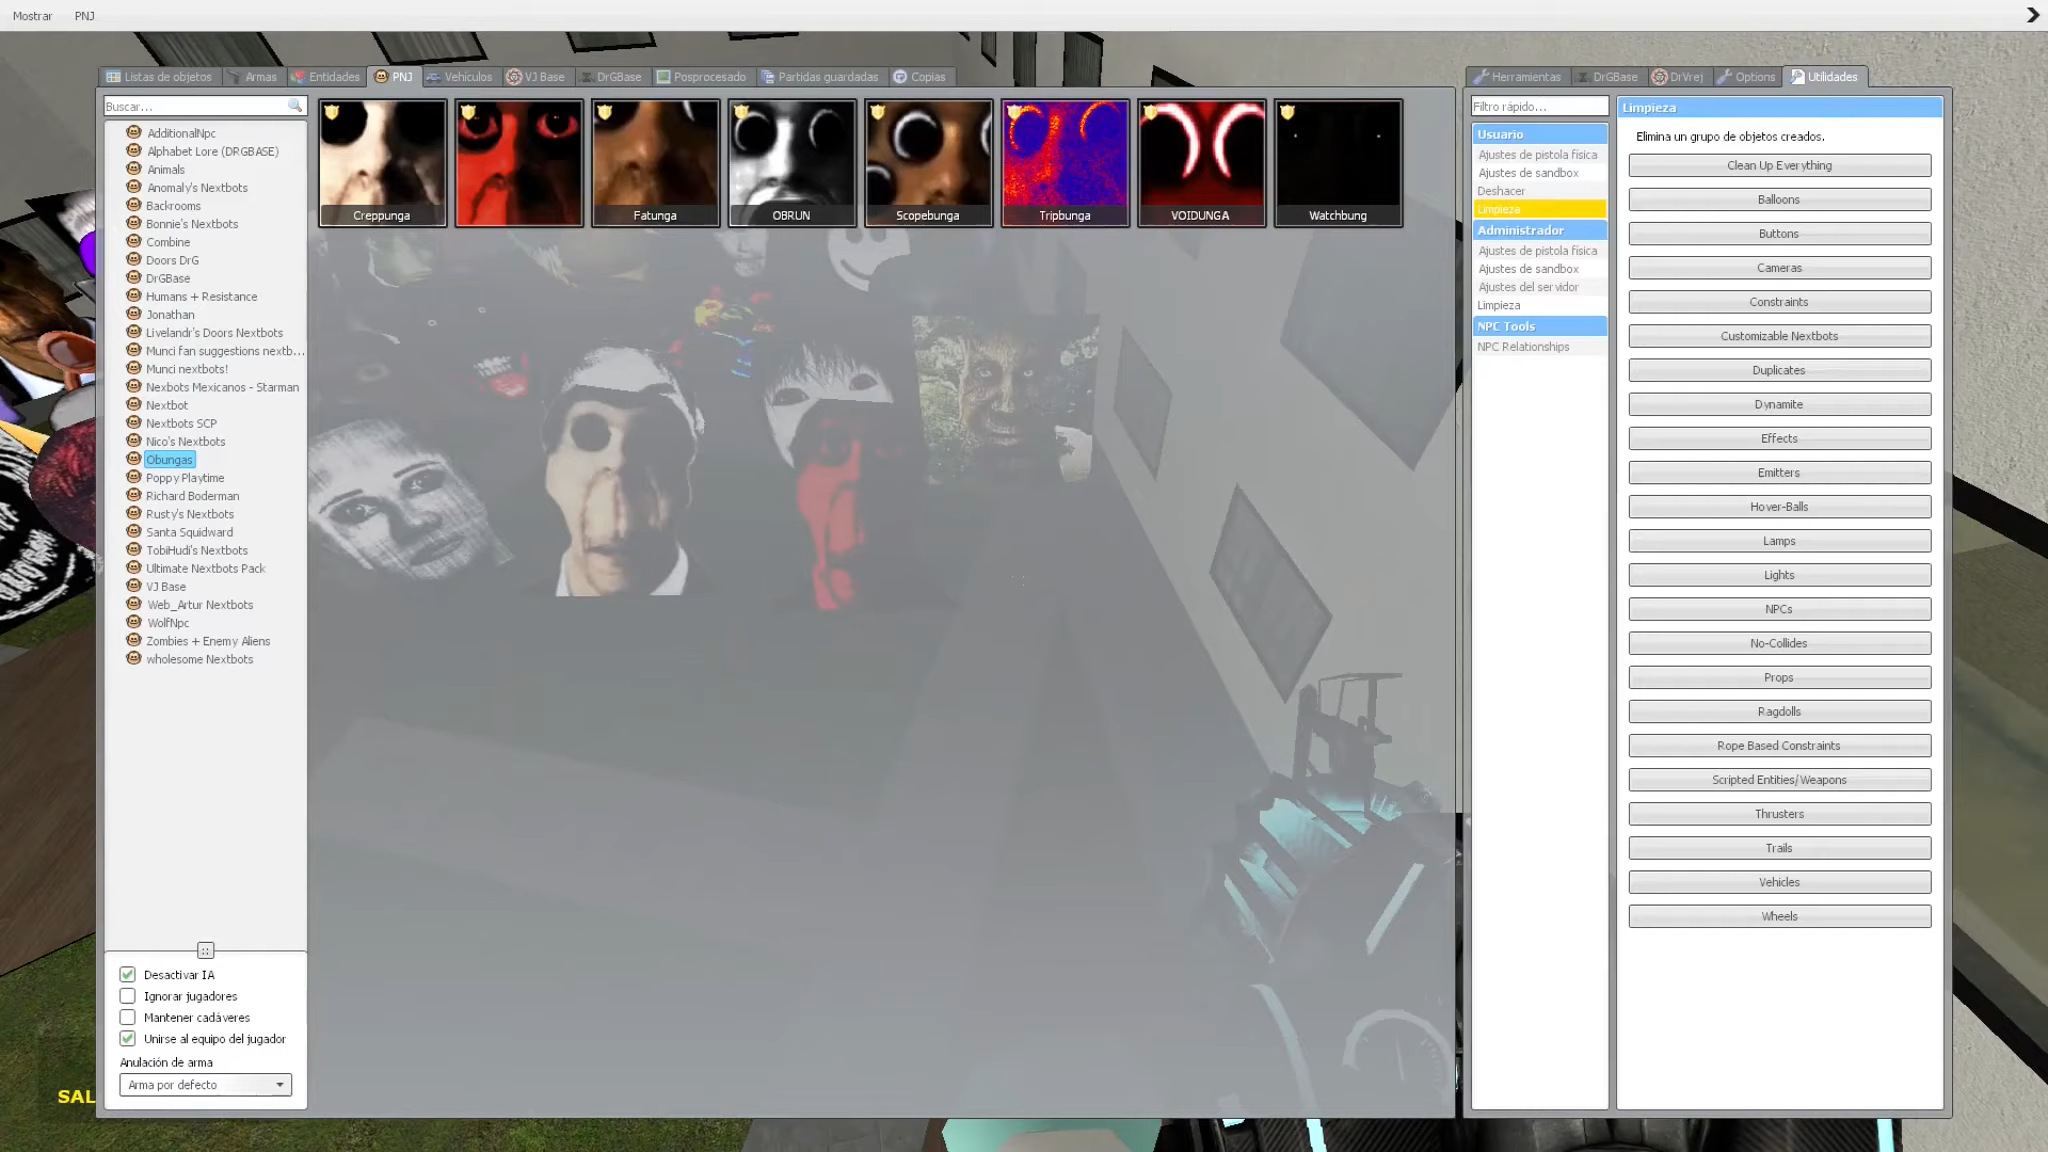 Mostrar PNJ
Listas de objetos Armas Entidades PNJ Vehículos VJ Base DrGBase Posprocesado Partidas guardadas Copias
Buscar...
AdditionalNpc
Alphabet Lore (DRGBASE)
Animals
Anomaly's Nextbots
Backrooms
Bonnie's Nextbots
Combine
Doors DrG
DrGBase
Humans + Resistance
Jonathan
Livelandr's Doors Nextbots
Munci fan suggestions nextb...
Munci nextbots!
Nexbots Mexicanos - Starman
Nextbot
Nextbots SCP
Nico's Nextbots
Obungas
Poppy Playtime
Richard Boderman
Rusty's Nextbots
Santa Squidward
TobiHudi's Nextbots
Ultimate Nextbots Pack
VJ Base
Web_Artur Nextbots
WolfNpc
Zombies + Enemy Aliens
wholesome Nextbots
Desactivar IA
Ignorar jugadores
Mantener cadáveres
Unirse al equipo del jugador
Anulación de arma
Arma por defecto
SAL
Creppunga
Fatunga
OBRUN
Scopebunga
Tripbunga
VOIDUNGA
Watchbung
Herramientas DrGBase DrVrej Options Utilidades
Filtro rápido...
Usuario
Ajustes de pistola física
Ajustes de sandbox
Deshacer
Limpieza
Administrador
Ajustes de pistola física
Ajustes de sandbox
Ajustes del servidor
Limpieza
NPC Tools
NPC Relationships
Limpieza
Elimina un grupo de objetos creados.
Clean Up Everything
Balloons
Buttons
Cameras
Constraints
Customizable Nextbots
Duplicates
Dynamite
Effects
Emitters
Hover-Balls
Lamps
Lights
NPCs
No-Collides
Props
Ragdolls
Rope Based Constraints
Scripted Entities/Weapons
Thrusters
Trails
Vehicles
Wheels